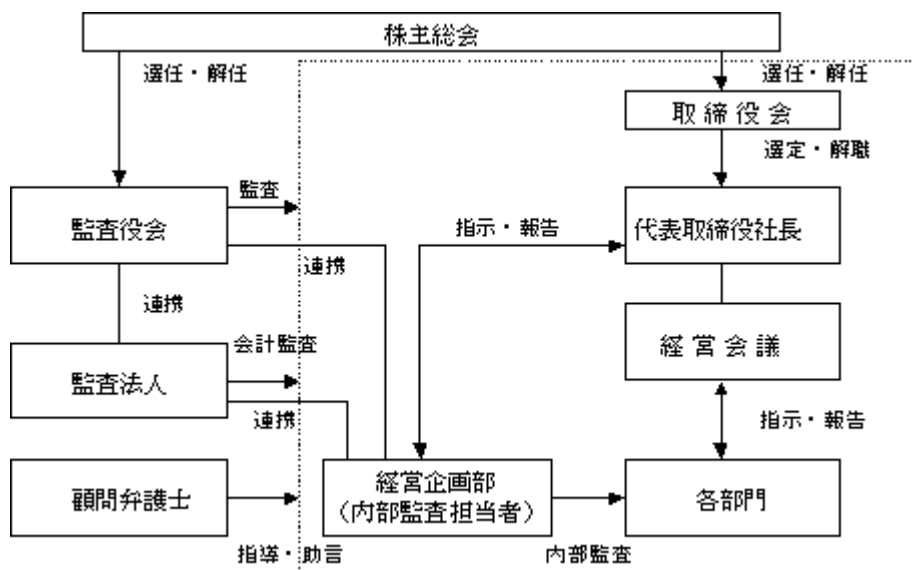 株主総会
選任・解任
選任・解任
取締役会
選定・解職
監査
監査役会
指示・報告
代表取締役社長
連携
連携
会計監査
経営会議
監査法人
連携
指示・報告
顧問弁護士
経営企画部
(内部監査担当者)
各部門
指導・助言
内部監査